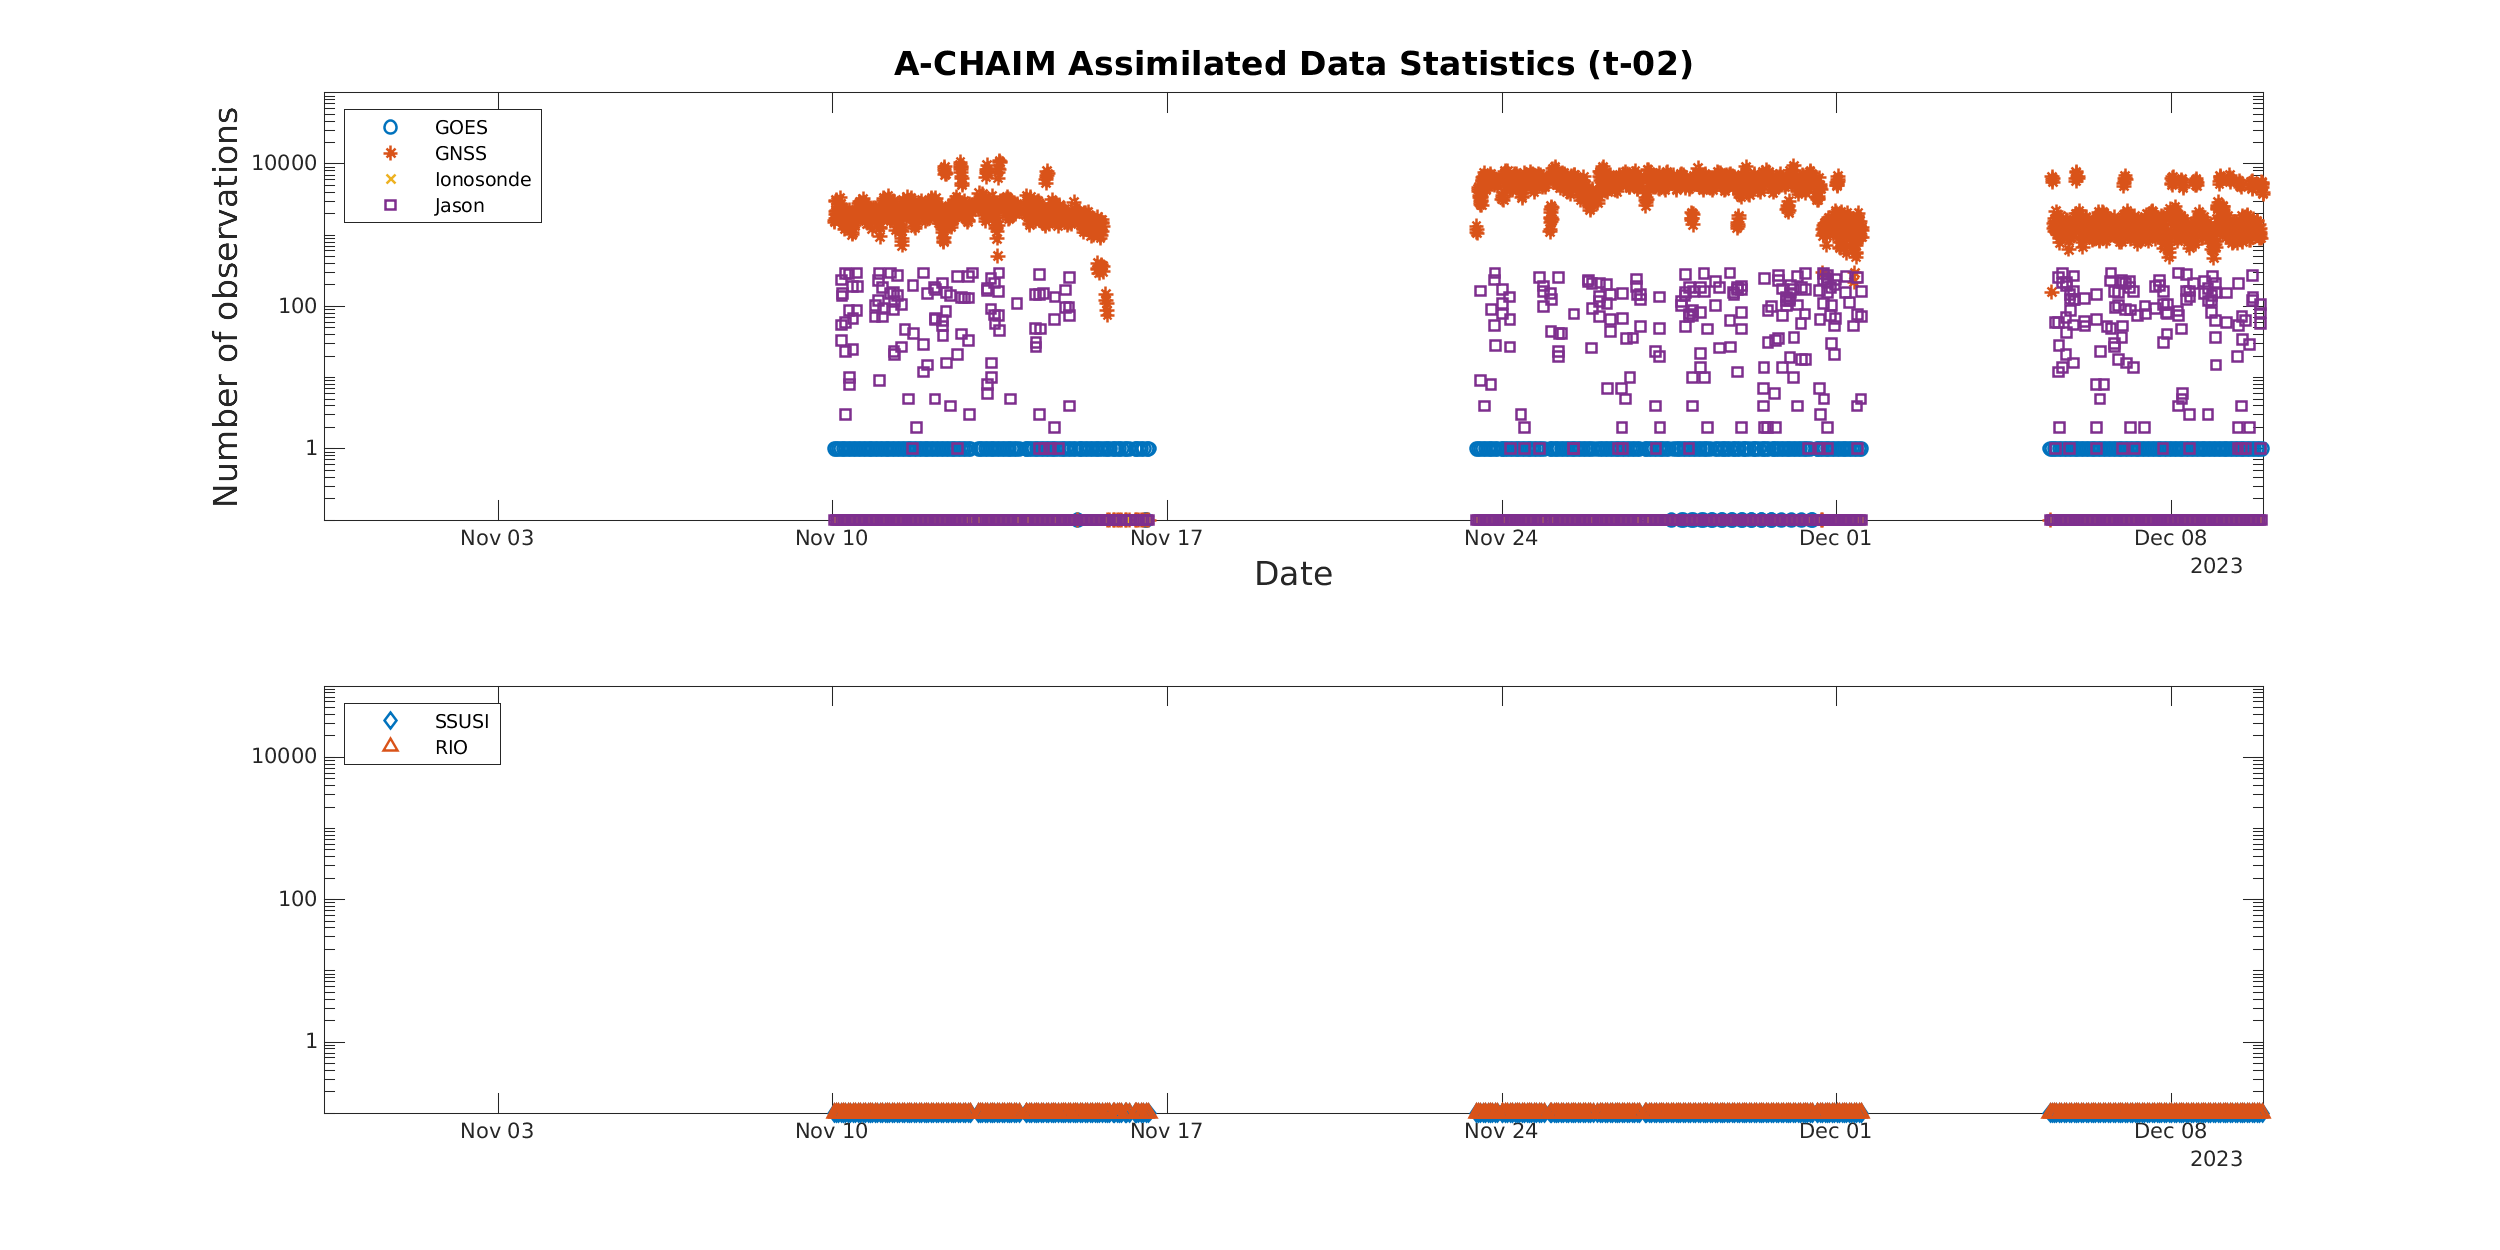 A-CHAIM Assimilated Data Statistics (t-02)
Number of observations
GOES
GNSS
Ionosonde
Jason
10000
100
1
Nov 03 Nov 10 Nov 17 Nov 24 Dec 01 Dec 08
2023
Date
SSUSI
RIO
10000
100
1
Nov 03 Nov 10 Nov 17 Nov 24 Dec 01 Dec 08
2023